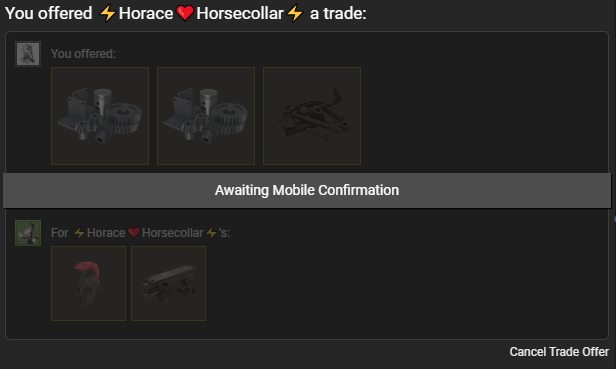 You offered ⚡Horace❤️Horsecollar⚡ a trade:
You offered:
Awaiting Mobile Confirmation
For ⚡Horace❤️Horsecollar⚡'s:
Cancel Trade Offer